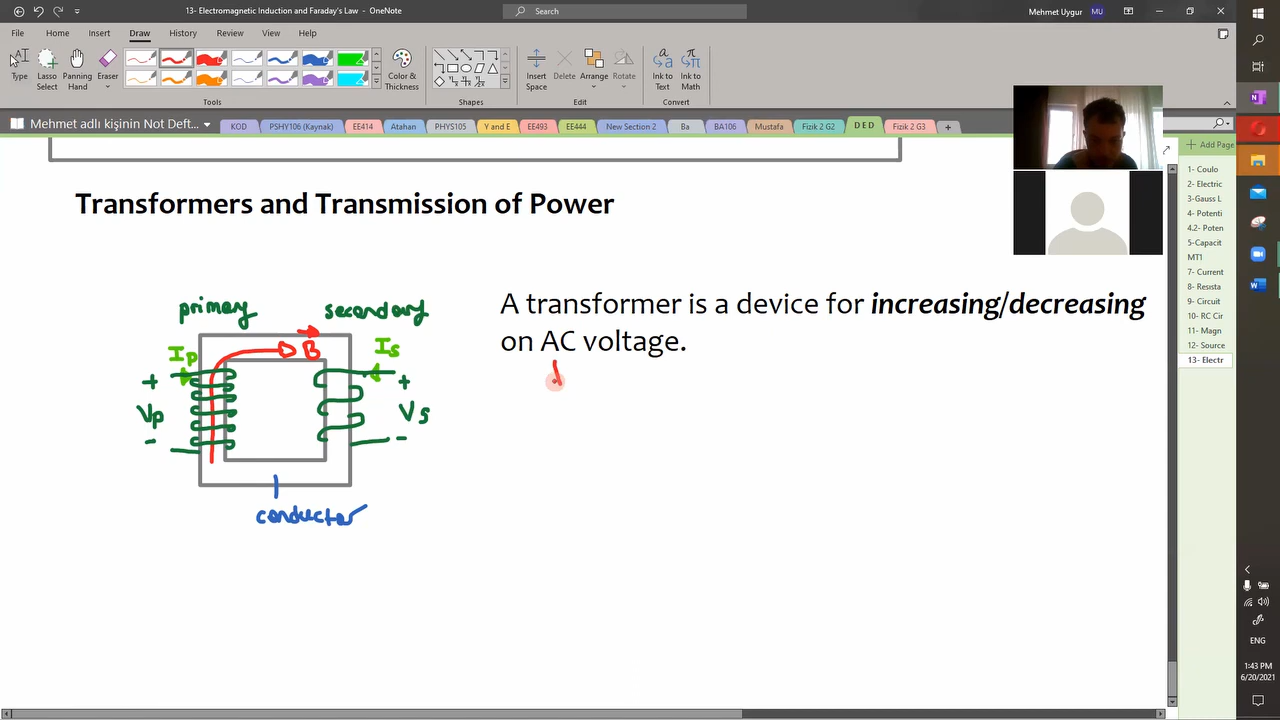 13- Electromagnetic Induction and Faraday's Law - OneNote
Search
Mehmet Uygur
MU
File Home Insert Draw History Review View Help
Type
Lasso Select
Panning Hand
Eraser
Color & Thickness
Insert Space
Delete
Arrange
Rotate
Ink to Text
Ink to Math
Tools
Shapes
Edit
Convert
Mehmet adlı kişinin Not Deft...
KOD PSHY106 (Kaynak) EE414 Atahan PHYS105 Y and E EE493 EE444 New Section 2 Ba BA106 Mustafa Fizik 2 G2 D E D Fizik 2 G3
Add Page
1- Coulo
2- Electric
3-Gauss L
4- Potenti
4.2- Poten
5-Capacit
MT1
7- Current
8- Resista
9- Circuit
10- RC Cir
11- Magn
12- Source
13- Electr
Transformers and Transmission of Power
primary
secondary
B
Ip
Is
+
+
Vp
Vs
-
-
conductor
A transformer is a device for increasing/decreasing
on AC voltage.
ENG
1:43 PM
6/20/2021